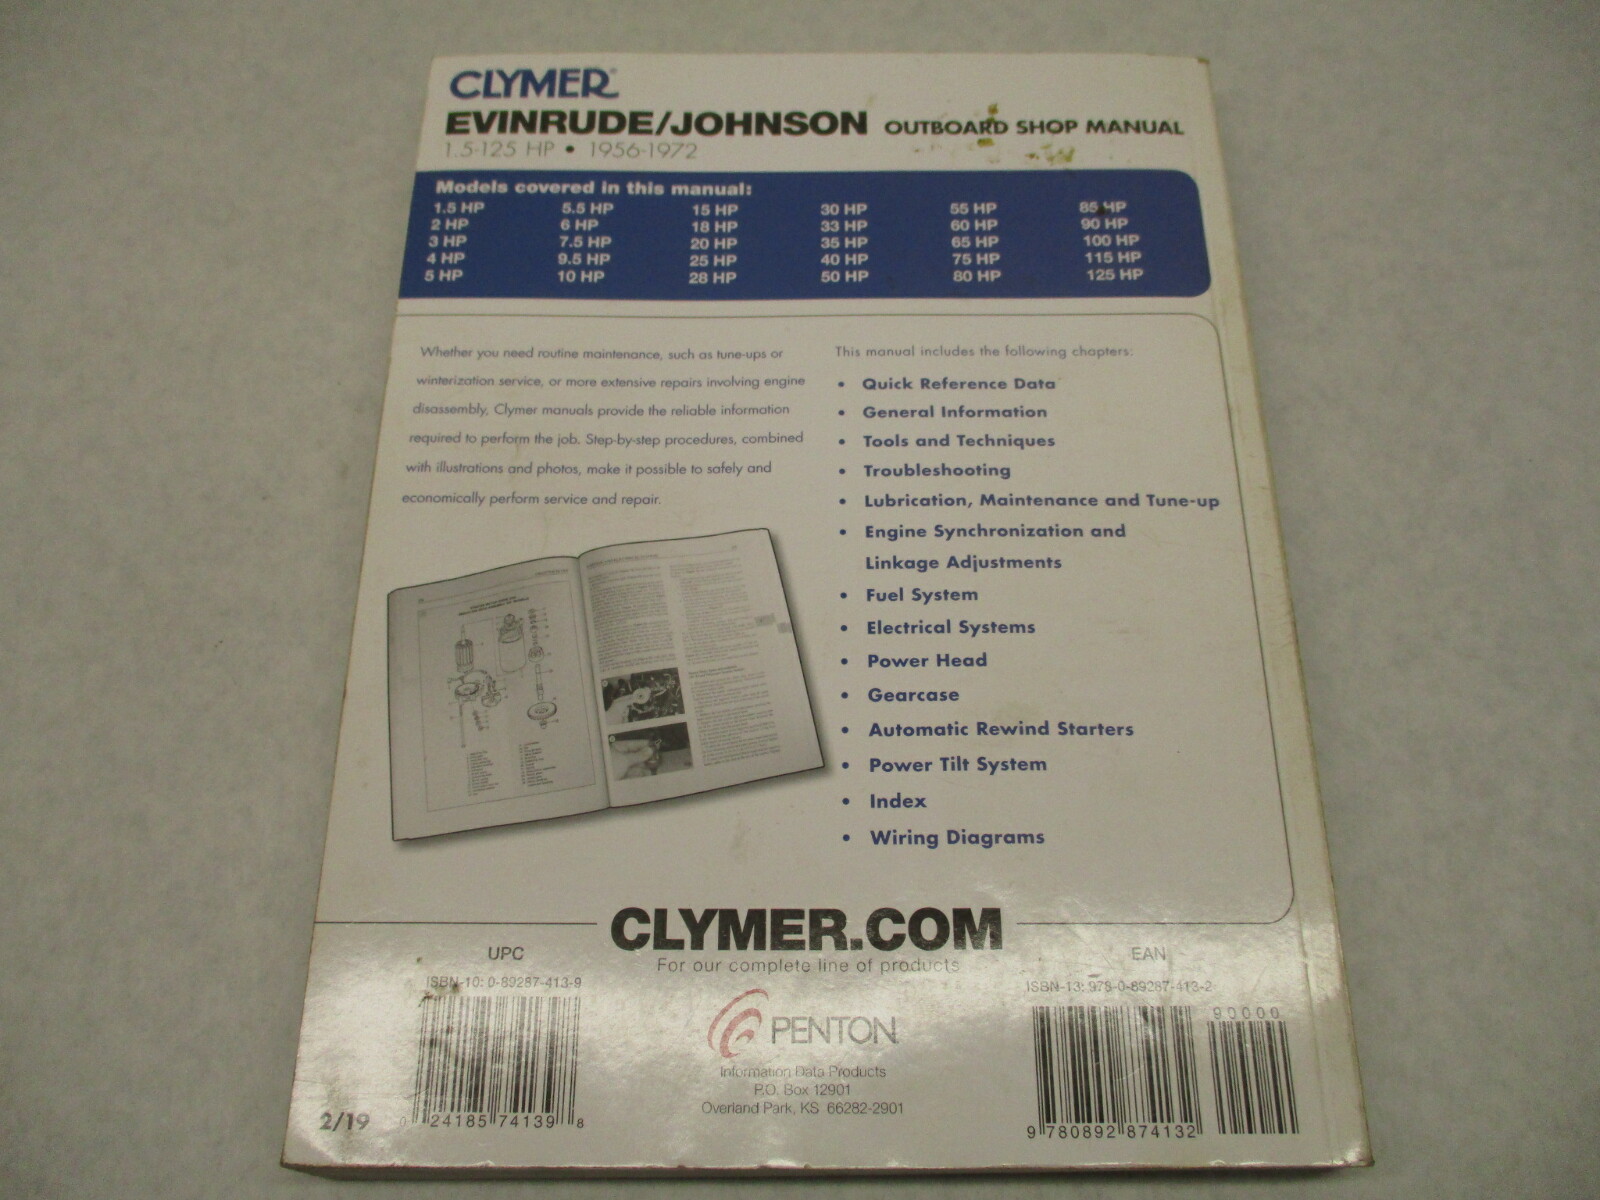 CLYMER®
EVINRUDE/JOHNSON OUTBOARD SHOP MANUAL
1.5-125 HP • 1956-1972
Models covered in this manual:
1.5 HP 5.5 HP 15 HP 30 HP 55 HP 85 HP
2 HP 6 HP 18 HP 33 HP 60 HP 90 HP
3 HP 7.5 HP 20 HP 35 HP 65 HP 100 HP
4 HP 9.5 HP 25 HP 40 HP 75 HP 115 HP
5 HP 10 HP 28 HP 50 HP 80 HP 125 HP
Whether you need routine maintenance, such as tune-ups or
winterization service, or more extensive repairs involving engine
disassembly, Clymer manuals provide the reliable information
required to perform the job. Step-by-step procedures, combined
with illustrations and photos, make it possible to safely and
economically perform service and repair.
This manual includes the following chapters:
• Quick Reference Data
• General Information
• Tools and Techniques
• Troubleshooting
• Lubrication, Maintenance and Tune-up
• Engine Synchronization and
Linkage Adjustments
• Fuel System
• Electrical Systems
• Power Head
• Gearcase
• Automatic Rewind Starters
• Power Tilt System
• Index
• Wiring Diagrams
CLYMER.COM
For our complete line of products
UPC
ISBN-10: 0-89287-413-9
0 24185 74139 8
2/19
PENTON
Information Data Products
P.O. Box 12901
Overland Park, KS 66282-2901
EAN
ISBN-13: 978-0-89287-413-2
90000
9 780892 874132